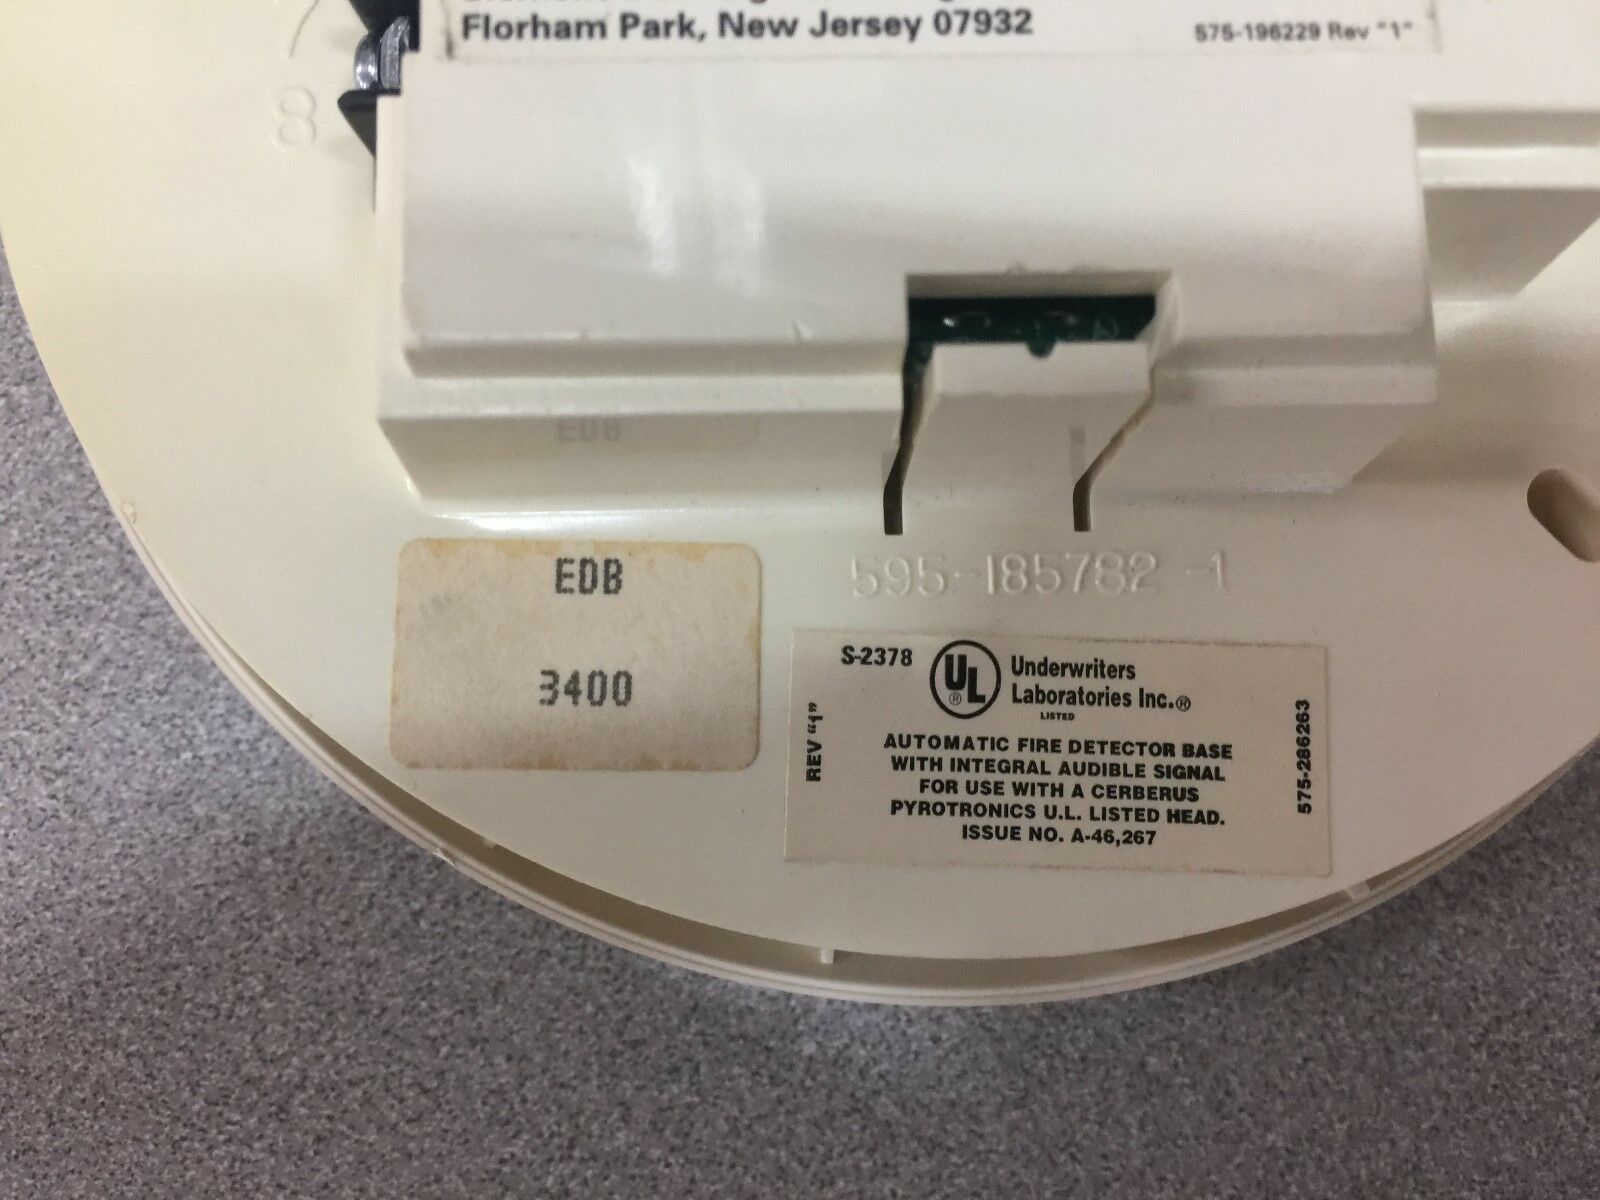 Florham Park, New Jersey 07932
575-196229 Rev "1"
8
EDB
595-185782-1
EDB
3400
S-2378
UL
®
Underwriters
Laboratories Inc.®
LISTED
REV "1"
AUTOMATIC FIRE DETECTOR BASE
WITH INTEGRAL AUDIBLE SIGNAL
FOR USE WITH A CERBERUS
PYROTRONICS U.L. LISTED HEAD.
ISSUE NO. A-46,267
575-286263